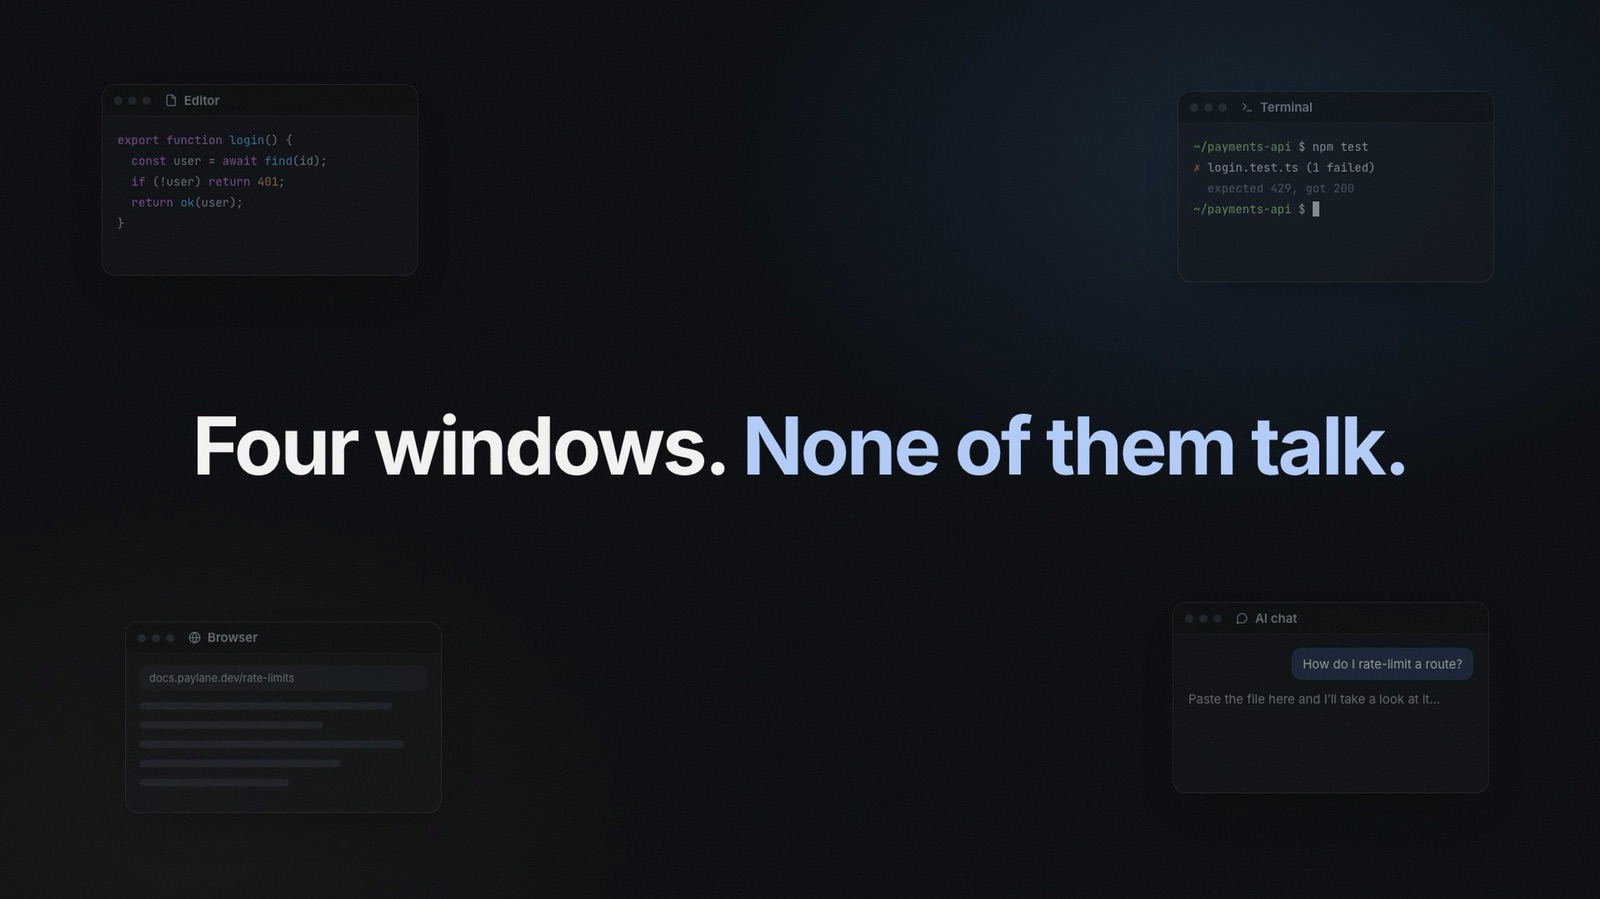 Editor
export function login() {
  const user = await find(id);
  if (!user) return 401;
  return ok(user);
}
Terminal
~/payments-api $ npm test
✗ login.test.ts (1 failed)
  expected 429, got 200
~/payments-api $
Four windows. None of them talk.
Browser
docs.paylane.dev/rate-limits
AI chat
How do I rate-limit a route?
Paste the file here and I'll take a look at it...